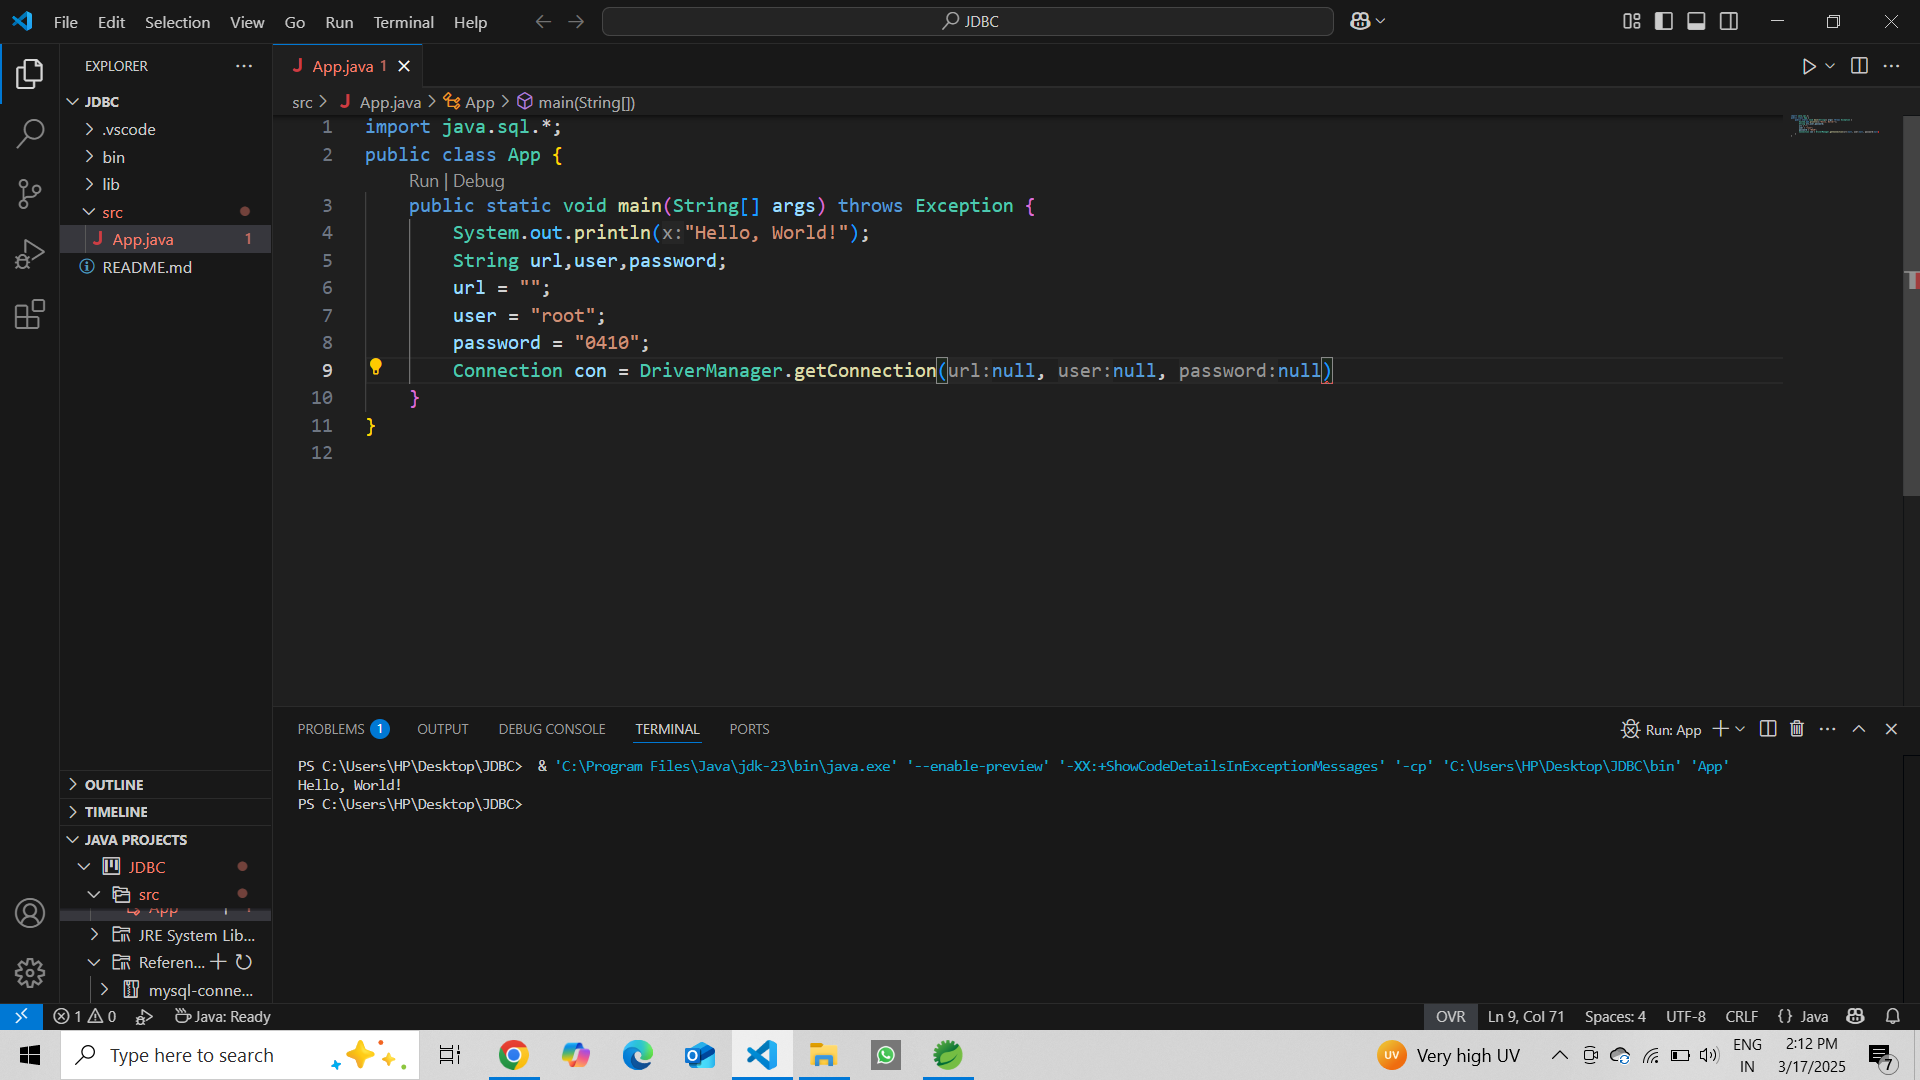 File Edit Selection View Go Run Terminal Help
JDBC
EXPLORER
JDBC
.vscode
bin
lib
src
App.java 1
README.md
OUTLINE
TIMELINE
JAVA PROJECTS
JDBC
src
App
JRE System Lib...
Referen...
mysql-conne...
App.java 1
src > App.java > App > main(String[])
1 import java.sql.*;
2 public class App {
Run | Debug
3 public static void main(String[] args) throws Exception {
4 System.out.println(x:"Hello, World!");
5 String url,user,password;
6 url = "";
7 user = "root";
8 password = "0410";
9 Connection con = DriverManager.getConnection(url:null, user:null, password:null)
10 }
11 }
12
PROBLEMS 1 OUTPUT DEBUG CONSOLE TERMINAL PORTS
Run: App
PS C:\Users\HP\Desktop\JDBC> & 'C:\Program Files\Java\jdk-23\bin\java.exe' '--enable-preview' '-XX:+ShowCodeDetailsInExceptionMessages' '-cp' 'C:\Users\HP\Desktop\JDBC\bin' 'App'
Hello, World!
PS C:\Users\HP\Desktop\JDBC>
1 0 Java: Ready
OVR Ln 9, Col 71 Spaces: 4 UTF-8 CRLF {} Java
Type here to search
UV Very high UV
ENG
IN
2:12 PM
3/17/2025
7